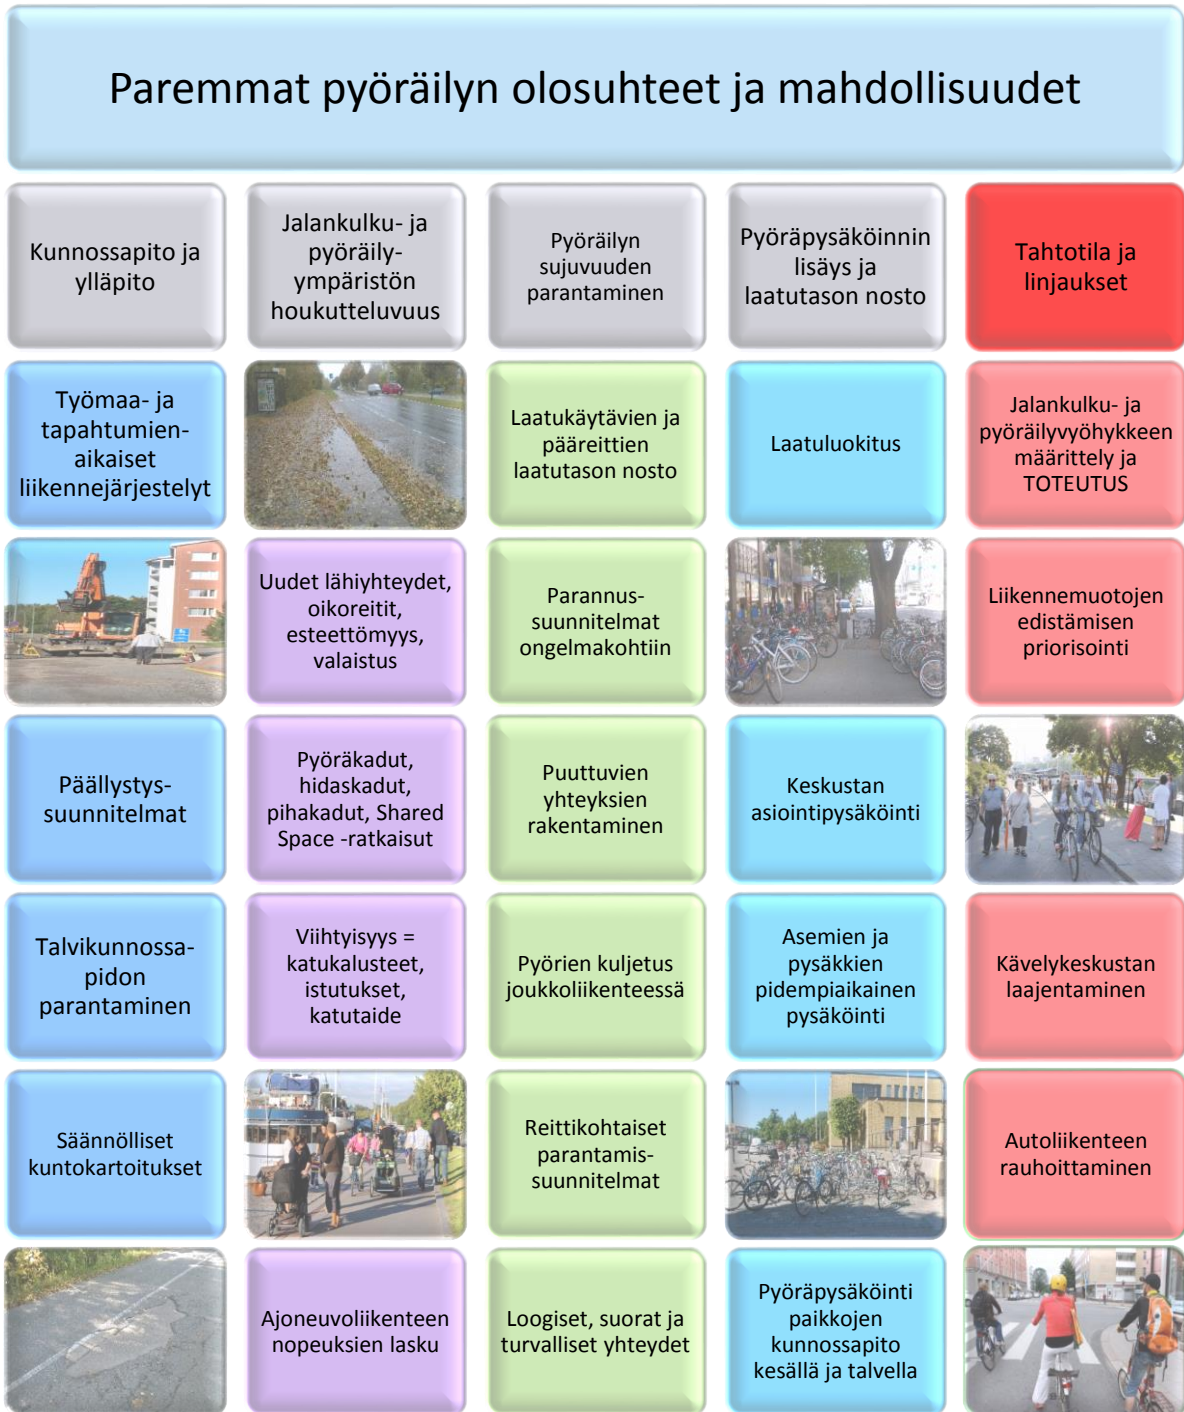 Paremmat pyöräilyn olosuhteet ja mahdollisuudet
Kunnossapito ja
ylläpito
Jalankulku- ja
pyöräily-
ympäristön
houkutteluvuus
Pyöräilyn
sujuvuuden
parantaminen
Pyöräpysäköinnin
lisäys ja
laatutason nosto
Tahtotila ja
linjaukset
Työmaa- ja
tapahtumien-
aikaiset
liikennejärjestelyt
Laatukäytävien ja
pääreittien
laatutason nosto
Laatuluokitus
Jalankulku- ja
pyöräilyvyöhykkeen
määrittely ja
TOTEUTUS
Uudet lähiyhteydet,
oikoreitit,
esteettömyys,
valaistus
Parannus-
suunnitelmat
ongelmakohtiin
Liikennemuotojen
edistämisen
priorisointi
Päällystys-
suunnitelmat
Pyöräkadut,
hidaskadut,
pihakadut, Shared
Space -ratkaisut
Puuttuvien
yhteyksien
rakentaminen
Keskustan
asiointipysäköinti
Talvikunnossa-
pidon
parantaminen
Viihtyisyys =
katukalusteet,
istutukset,
katutaide
Pyörien kuljetus
joukkoliikenteessä
Asemien ja
pysäkkien
pidempiaikainen
pysäköinti
Kävelykeskustan
laajentaminen
Säännölliset
kuntokartoitukset
Reittikohtaiset
parantamis-
suunnitelmat
Autoliikenteen
rauhoittaminen
Ajoneuvoliikenteen
nopeuksien lasku
Loogiset, suorat ja
turvalliset yhteydet
Pyöräpysäköinti
paikkojen
kunnossapito
kesällä ja talvella